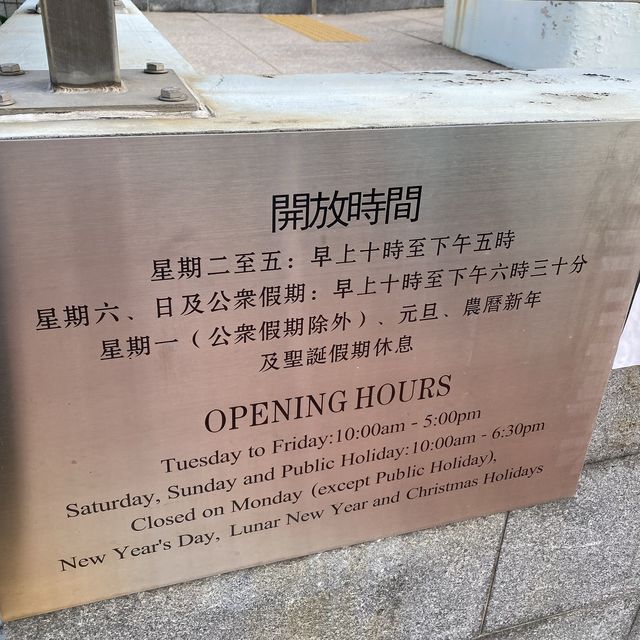 開放時間
星期二至五：早上十時至下午五時
星期六、日及公眾假期：早上十時至下午六時三十分
星期一（公眾假期除外）、元旦、農曆新年
及聖誕假期休息
OPENING HOURS
Tuesday to Friday:10:00am - 5:00pm
Saturday, Sunday and Public Holiday:10:00am - 6:30pm
Closed on Monday (except Public Holiday),
New Year's Day, Lunar New Year and Christmas Holidays